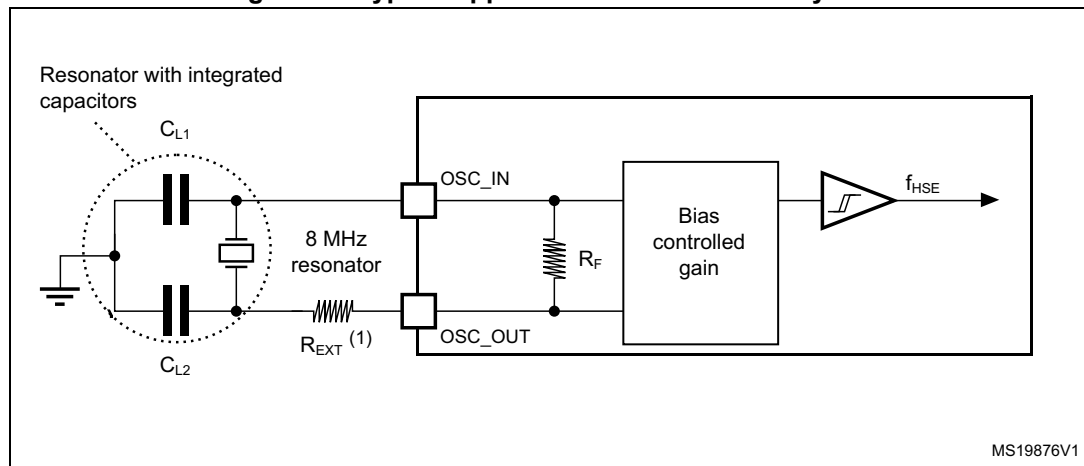 Resonator with integrated
capacitors
CL1
OSC_IN
fHSE
8 MHz
resonator
RF
Bias
controlled
gain
REXT (1)
OSC_OUT
CL2
MS19876V1